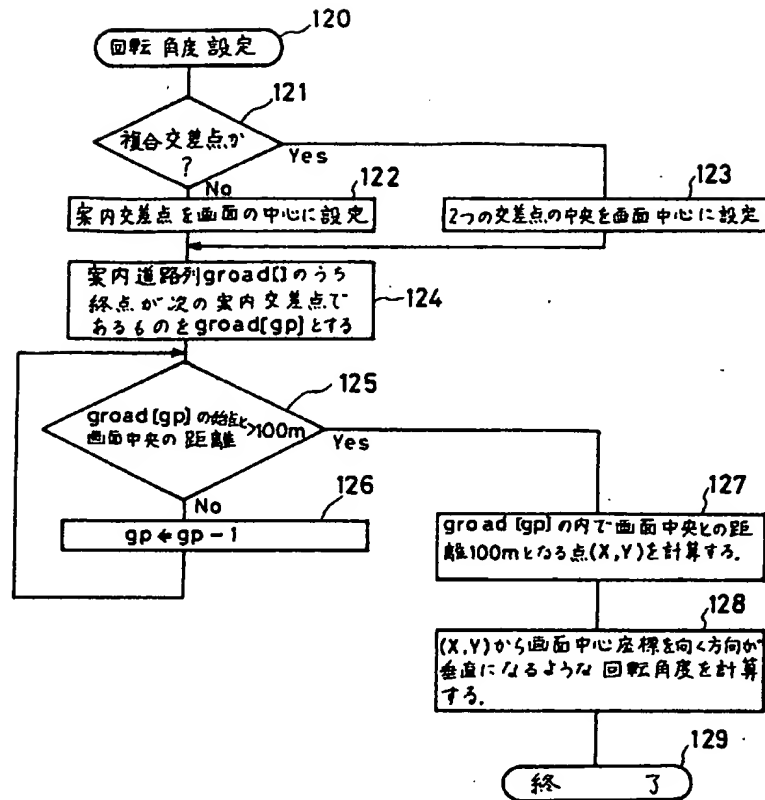 120
回転角度設定
121
複合交差点か
?
Yes
No
122
案内交差点を画面の中心に設定
123
2つの交差点の中央を画面中心に設定
案内道路列groad[]のうち
終点が次の案内交差点で
あるものをgroad[gp]とする
124
125
groad[gp]の始点と
画面中央の距離>100m
Yes
No
126
gp←gp-1
127
groad[gp]の内で画面中央との距
離100mとなる点(X,Y)を計算する.
128
(X,Y)から画面中心座標を向く方向が
垂直になるような回転角度を計算
する.
129
終 了